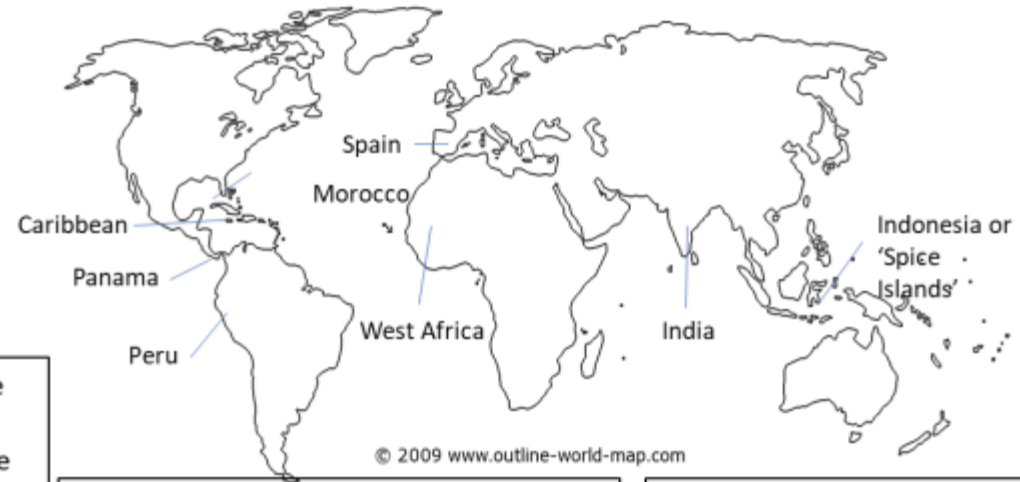 Spain
Morocco
Caribbean
Indonesia or
'Spice
Islands'
Panama
West Africa
India
Peru
e
e
© 2009 www.outline-world-map.com